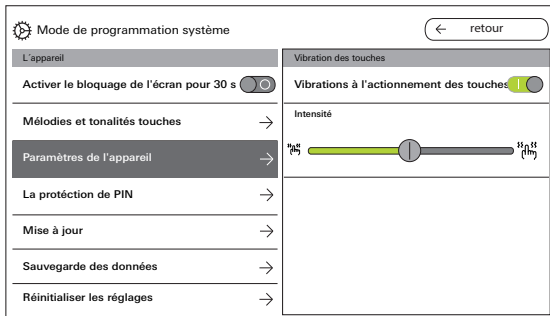 Mode de programmation système
← retour
L´appareil
Activer le bloquage de l'écran pour 30 s
Mélodies et tonalités touches →
Paramètres de l'appareil →
La protéction de PIN →
Mise à jour →
Sauvegarde des données →
Réinitialiser les réglages →
Vibration des touches
Vibrations à l'actionnement des touches
Intensité